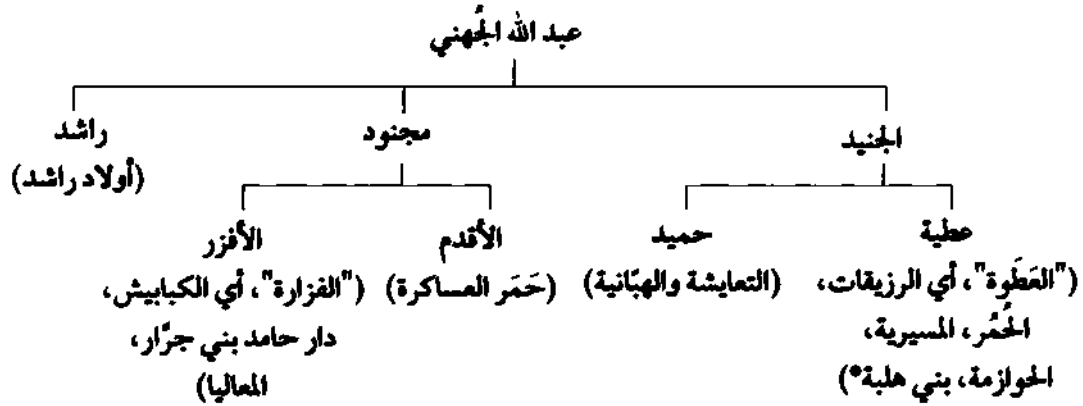 عبد الله الجُهني
الجنيد
مجنود
راشد
(أولاد راشد)
عطية
("العَطَوة"، أي الرزيقات،
الحُمُر، المسيرية،
الحوازمة، بني هلبة*)
حميد
(التعايشة والهبّانية)
الأقدم
(حَمَر العساكرة)
الأفزر
("الفزارة"، أي الكبابيش،
دار حامد بني جرَّار،
المعاليا)